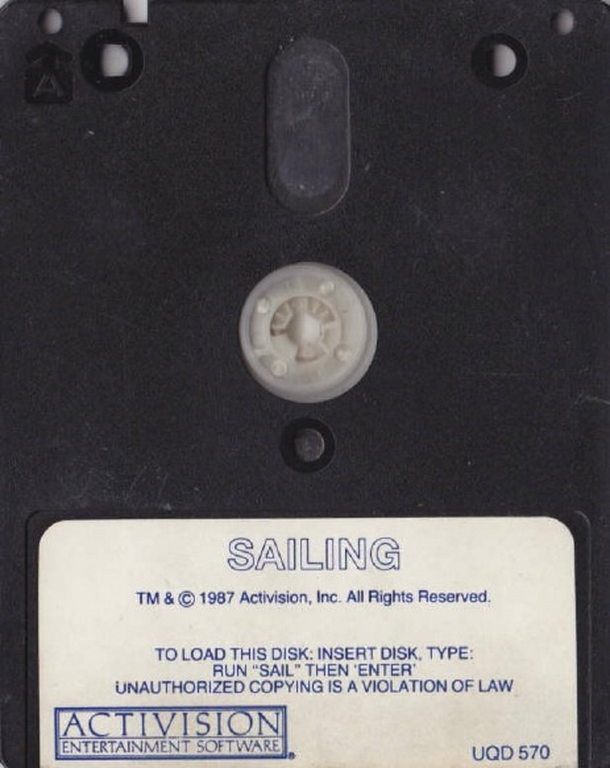 A
SAILING
TM & © 1987 Activision, Inc. All Rights Reserved.
TO LOAD THIS DISK: INSERT DISK, TYPE:
RUN "SAIL" THEN 'ENTER'
UNAUTHORIZED COPYING IS A VIOLATION OF LAW
ACTIVISION
ENTERTAINMENT SOFTWARE ®
UQD 570